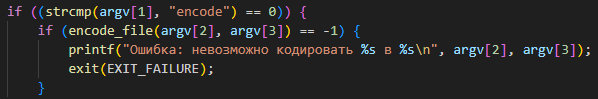 if ((strcmp(argv[1], "encode") == 0)) {
if (encode_file(argv[2], argv[3]) == -1) {
printf("Ошибка: невозможно кодировать %s в %s\n", argv[2], argv[3]);
exit(EXIT_FAILURE);
}